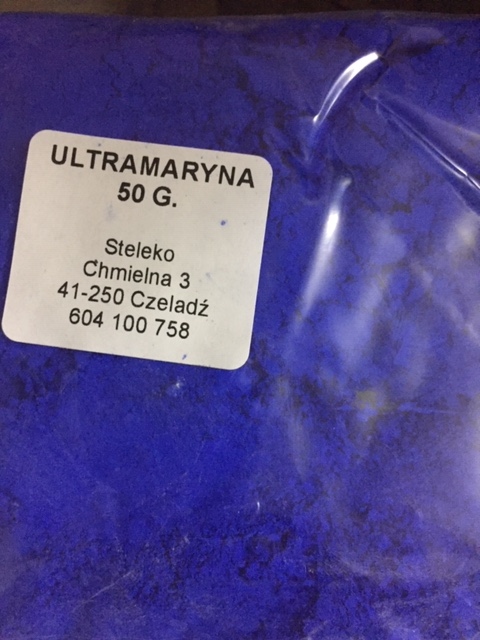 ULTRAMARYNA
50 G.
Steleko
Chmielna 3
41-250 Czeladź
604 100 758